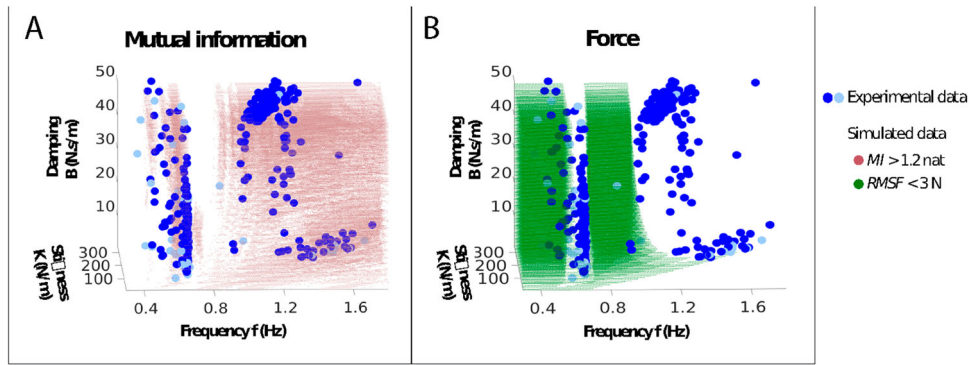 A
Mutual information
50
40
30
20
10
300
200
100
Damping
B (N.s/m)
K (N/m)
0.4
0.8
1.2
1.6
Frequency f (Hz)
B
Force
50
40
30
20
10
300
200
100
Damping
B (N.s/m)
K (N/m)
0.4
0.8
1.2
1.6
Frequency f (Hz)
Experimental data
Simulated data
MI > 1.2 nat
RMSF < 3 N